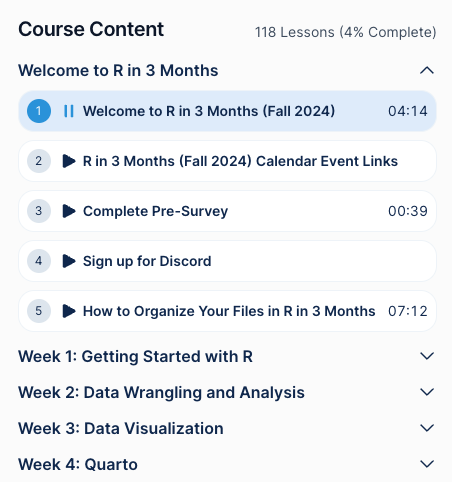 Course Content
118 Lessons (4% Complete)
Welcome to R in 3 Months
1 Welcome to R in 3 Months (Fall 2024) 04:14
2 R in 3 Months (Fall 2024) Calendar Event Links
3 Complete Pre-Survey 00:39
4 Sign up for Discord
5 How to Organize Your Files in R in 3 Months 07:12
Week 1: Getting Started with R
Week 2: Data Wrangling and Analysis
Week 3: Data Visualization
Week 4: Quarto